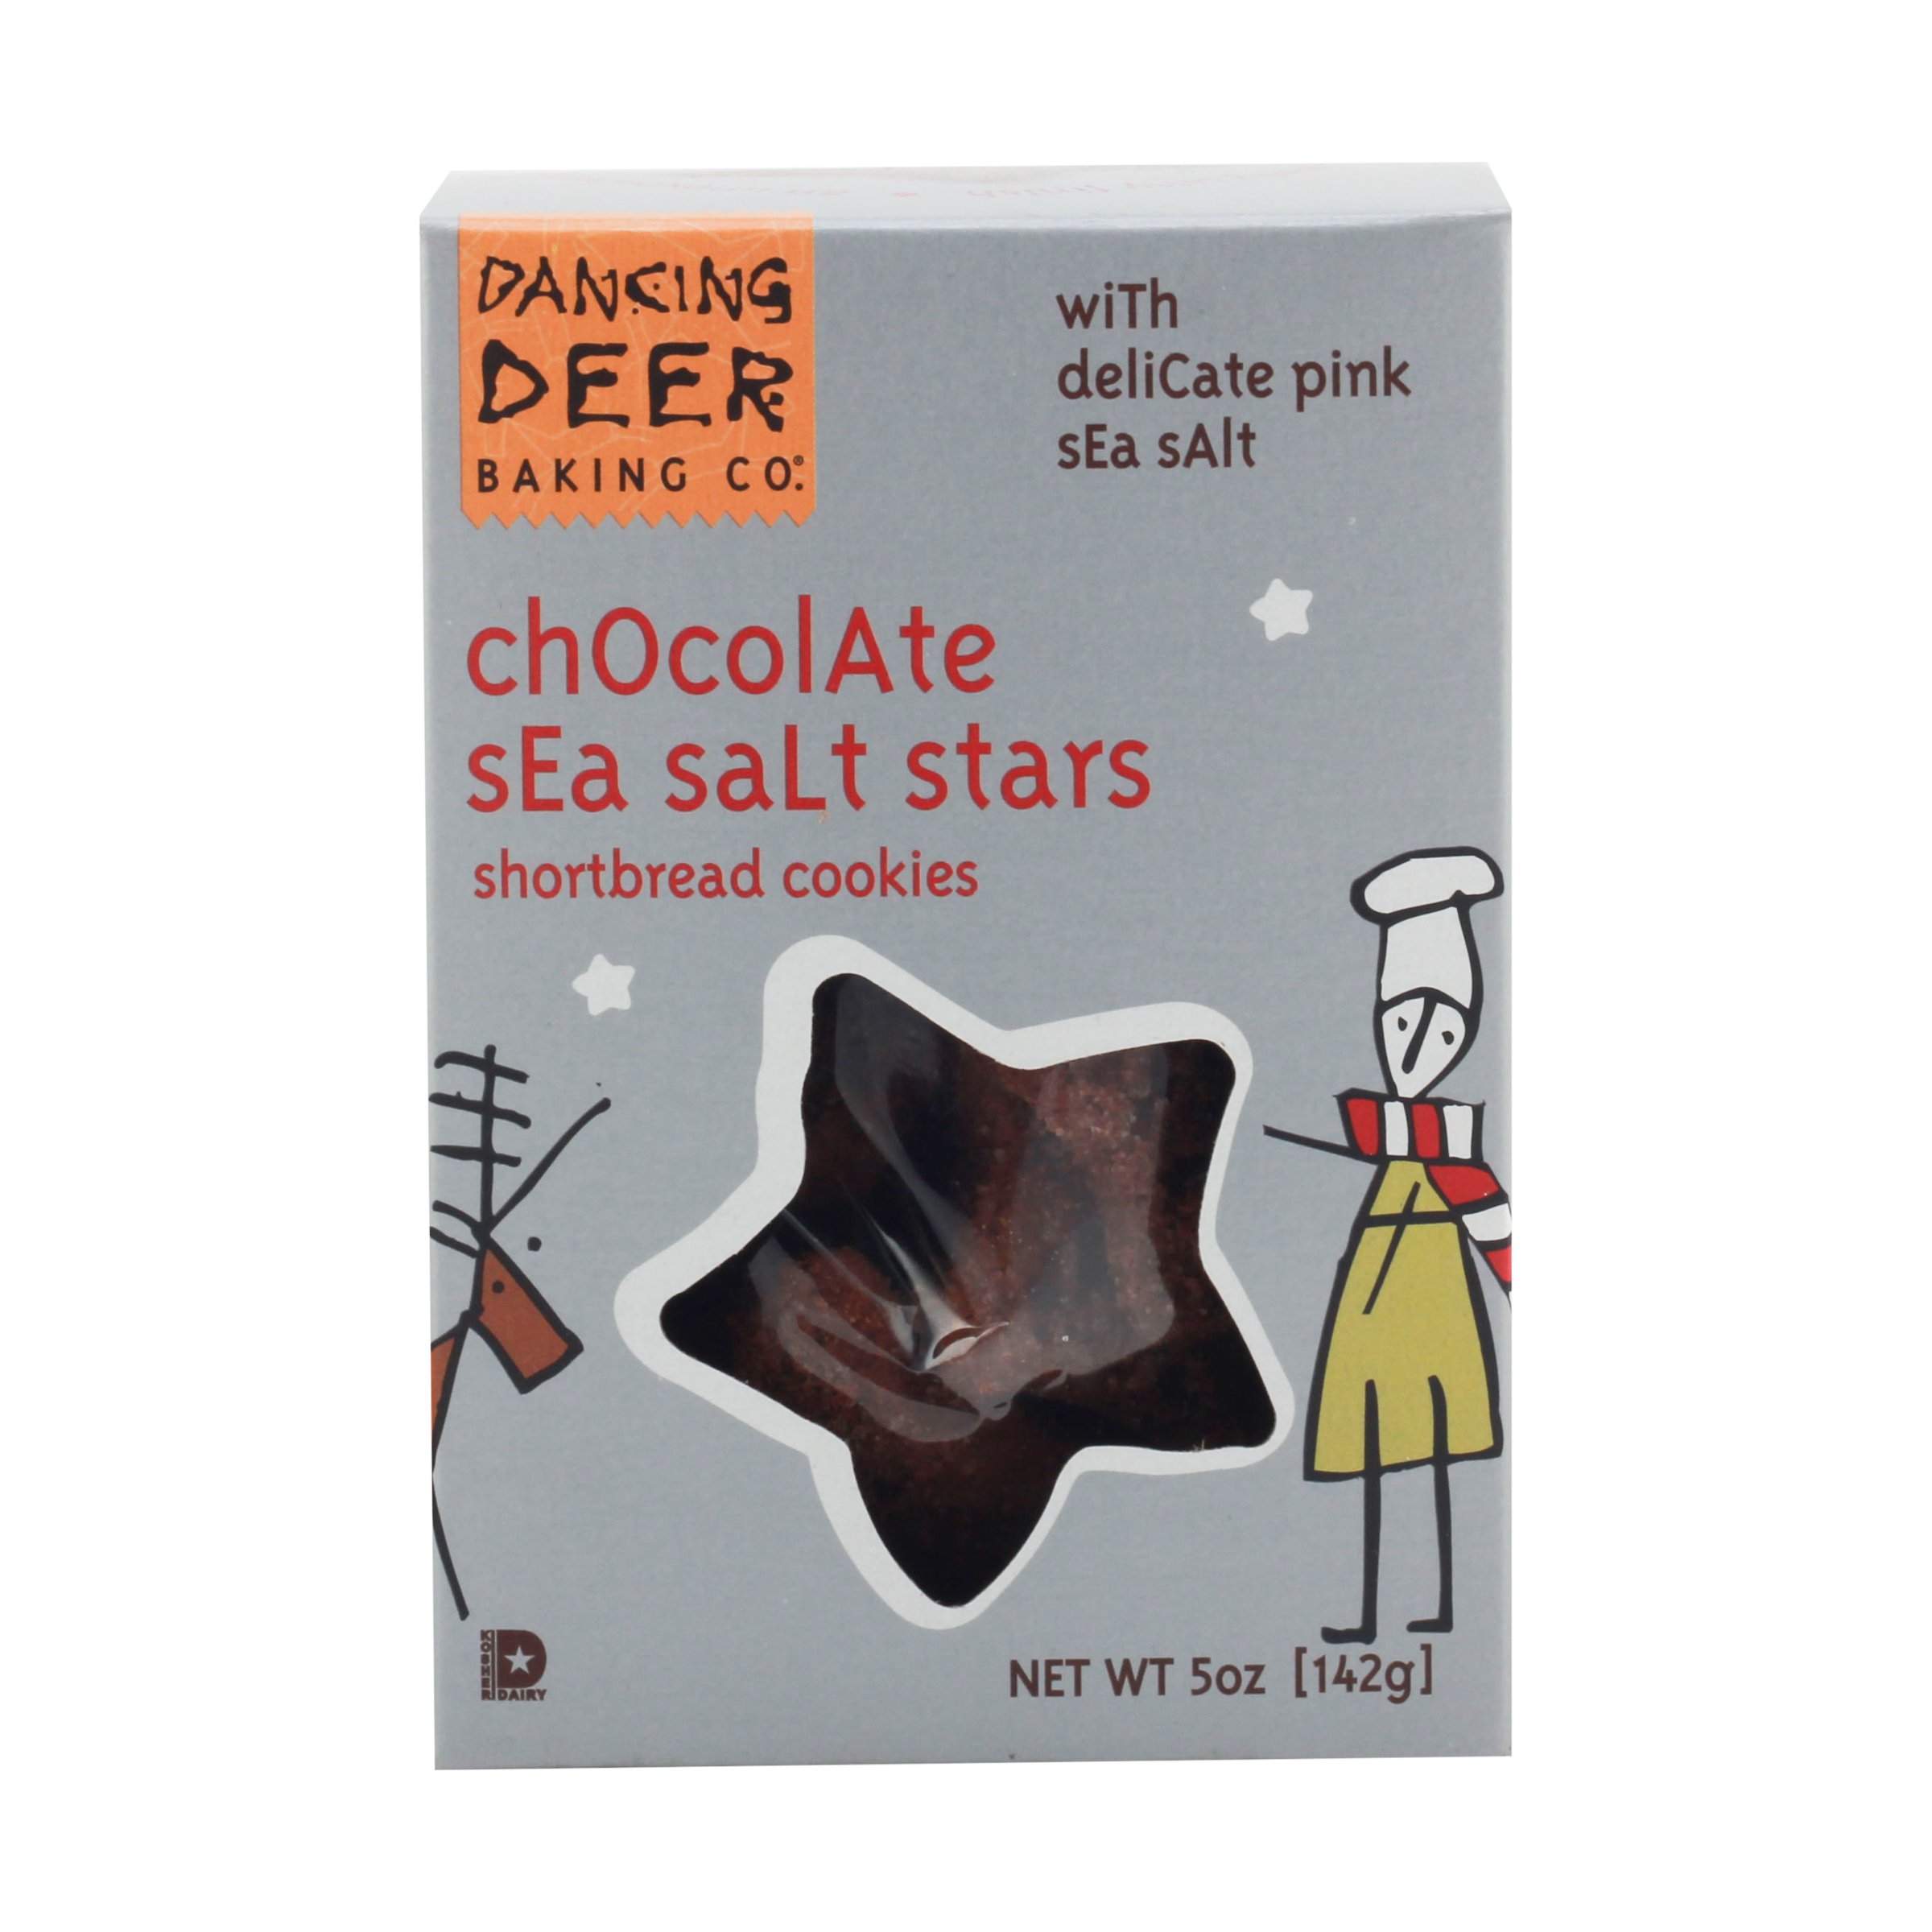 DANCING
DEER
BAKING CO.®
wiTh
deliCate pink
sEa sAlt
chOcolAte
sEa saLt stars
shortbread cookies
KOSHER
DAIRY
NET WT 5oz [142g]